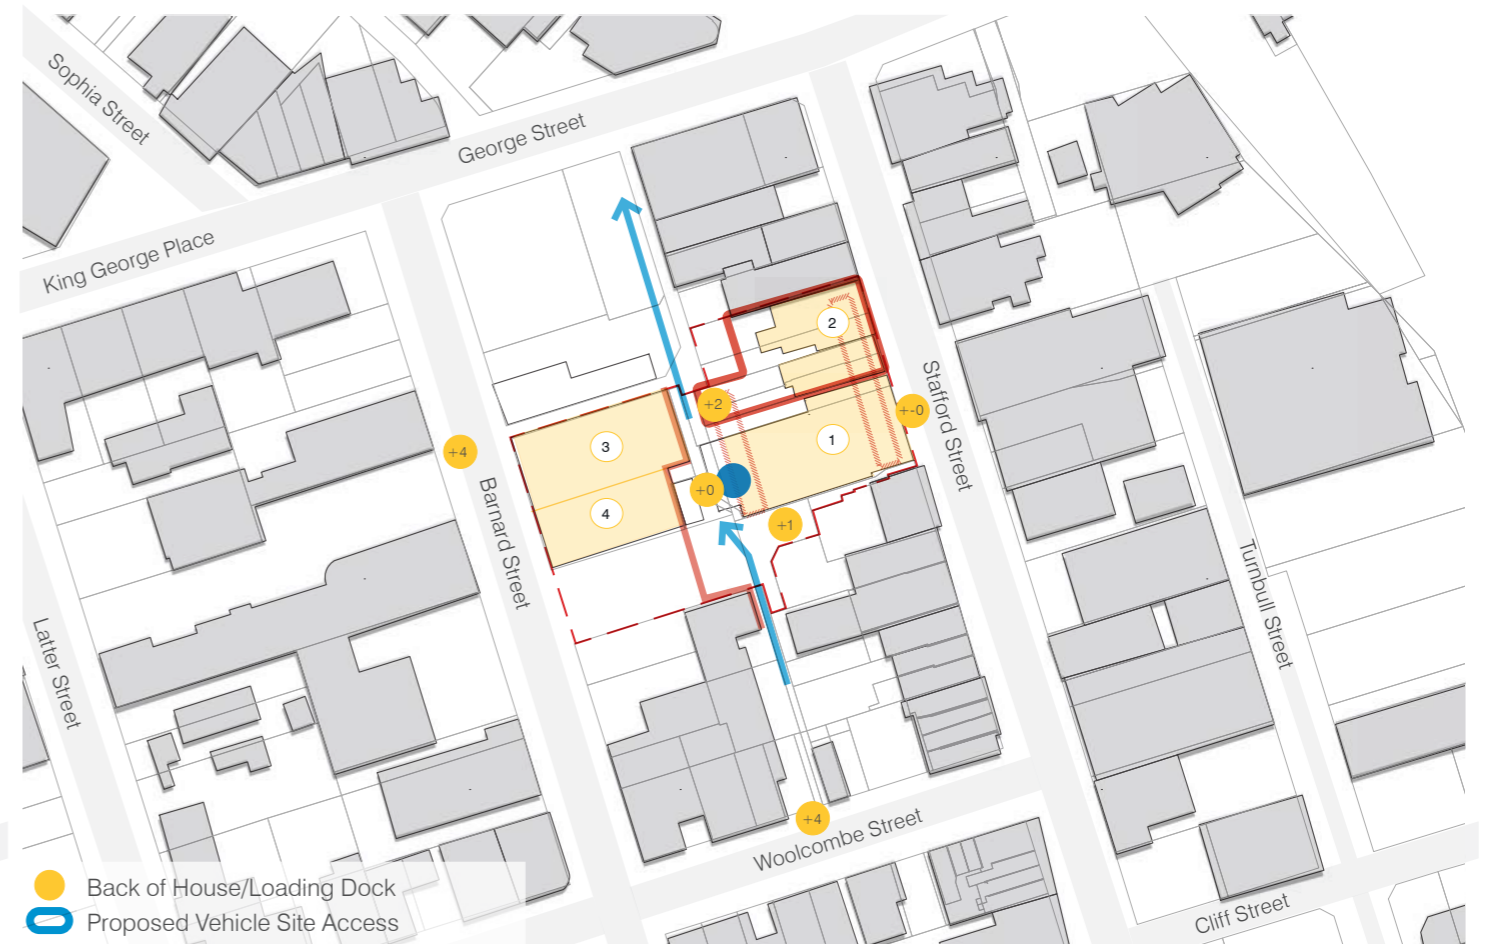 Sophia Street
George Street
King George Place
2
Stafford Street
+2
+-0
3
1
+4
Barnard Street
+0
4
+1
Turnbull Street
Latter Street
+4
Woolcombe Street
Back of House/Loading Dock
Proposed Vehicle Site Access
Cliff Street